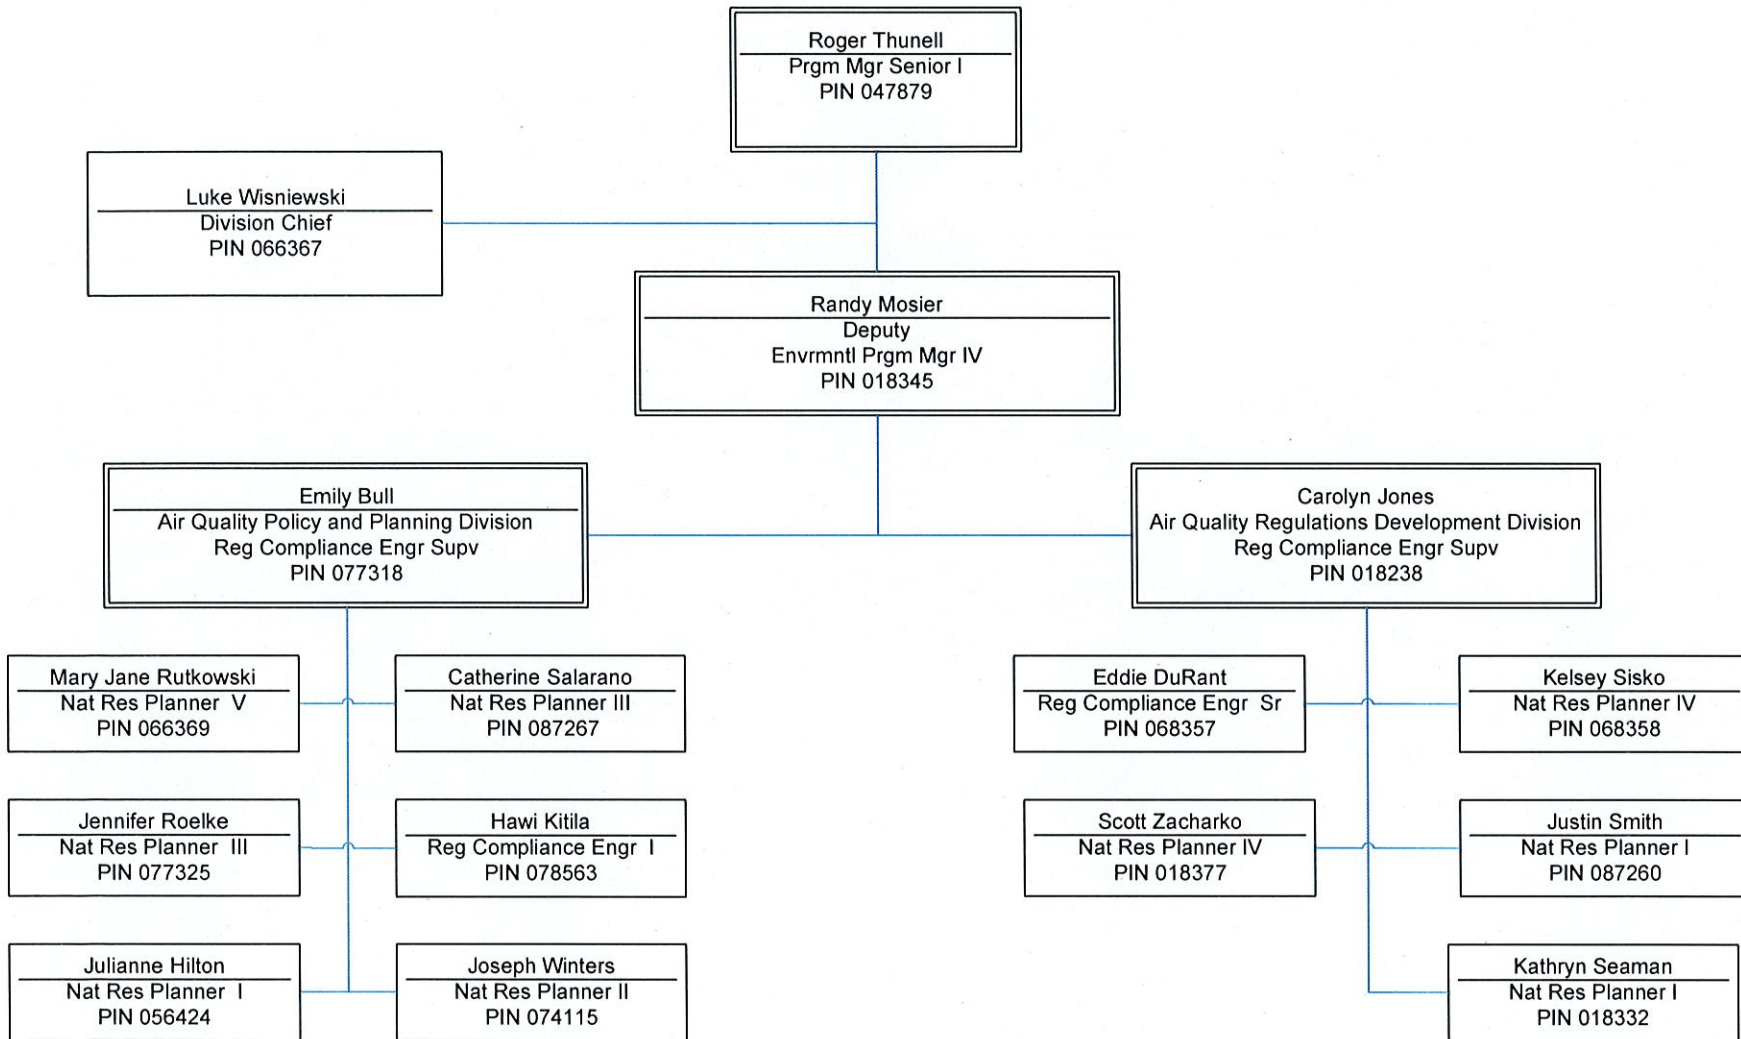 Roger Thunell
Prgm Mgr Senior I
PIN 047879
Luke Wisniewski
Division Chief
PIN 066367
Randy Mosier
Deputy
Envrmntl Prgm Mgr IV
PIN 018345
Emily Bull
Air Quality Policy and Planning Division
Reg Compliance Engr Supv
PIN 077318
Carolyn Jones
Air Quality Regulations Development Division
Reg Compliance Engr Supv
PIN 018238
Mary Jane Rutkowski
Nat Res Planner V
PIN 066369
Catherine Salarano
Nat Res Planner III
PIN 087267
Eddie DuRant
Reg Compliance Engr Sr
PIN 068357
Kelsey Sisko
Nat Res Planner IV
PIN 068358
Jennifer Roelke
Nat Res Planner III
PIN 077325
Hawi Kitila
Reg Compliance Engr I
PIN 078563
Scott Zacharko
Nat Res Planner IV
PIN 018377
Justin Smith
Nat Res Planner I
PIN 087260
Julianne Hilton
Nat Res Planner I
PIN 056424
Joseph Winters
Nat Res Planner II
PIN 074115
Kathryn Seaman
Nat Res Planner I
PIN 018332